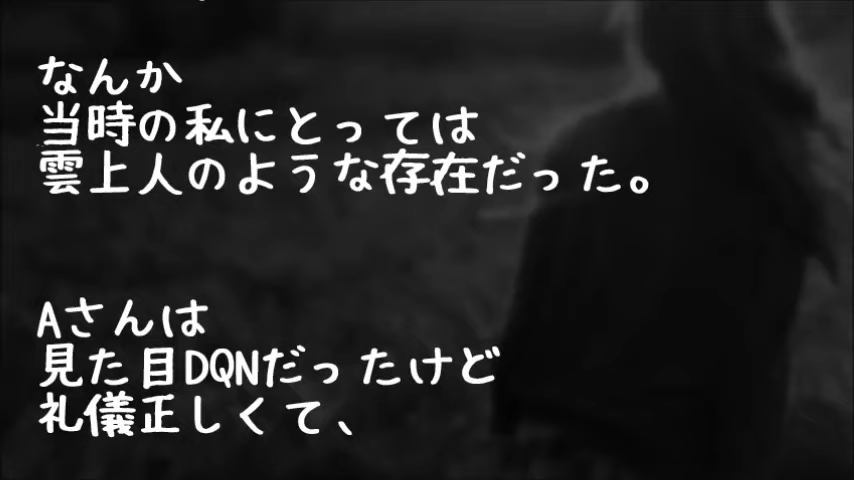 なんか
当時の私にとっては
雲上人のような存在だった。
Aさんは
見た目DQNだったけど
礼儀正しくて、